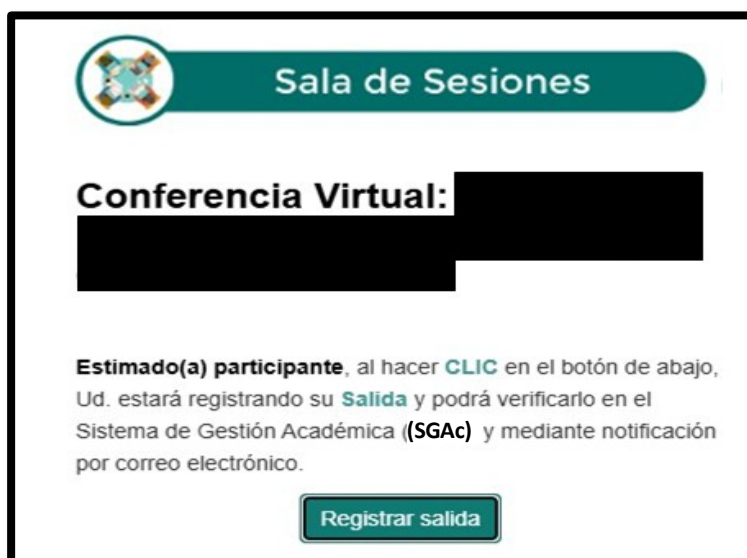 Sala de Sesiones
Conferencia Virtual:
Estimado(a) participante, al hacer CLIC en el botón de abajo,
Ud. estará registrando su Salida y podrá verificarlo en el
Sistema de Gestión Académica ((SGAc) y mediante notificación
por correo electrónico.
Registrar salida